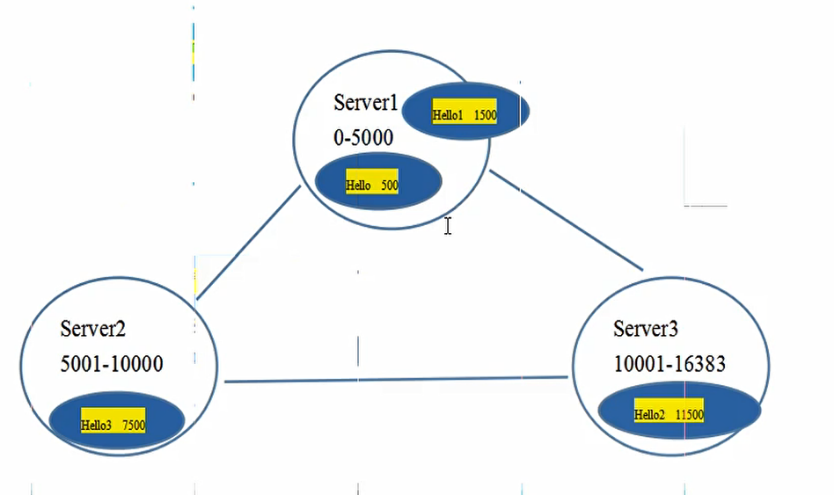 Server1
0-5000
Hello1 1500
Hello 500
Server2
5001-10000
Hello3 7500
Server3
10001-16383
Hello2 11500